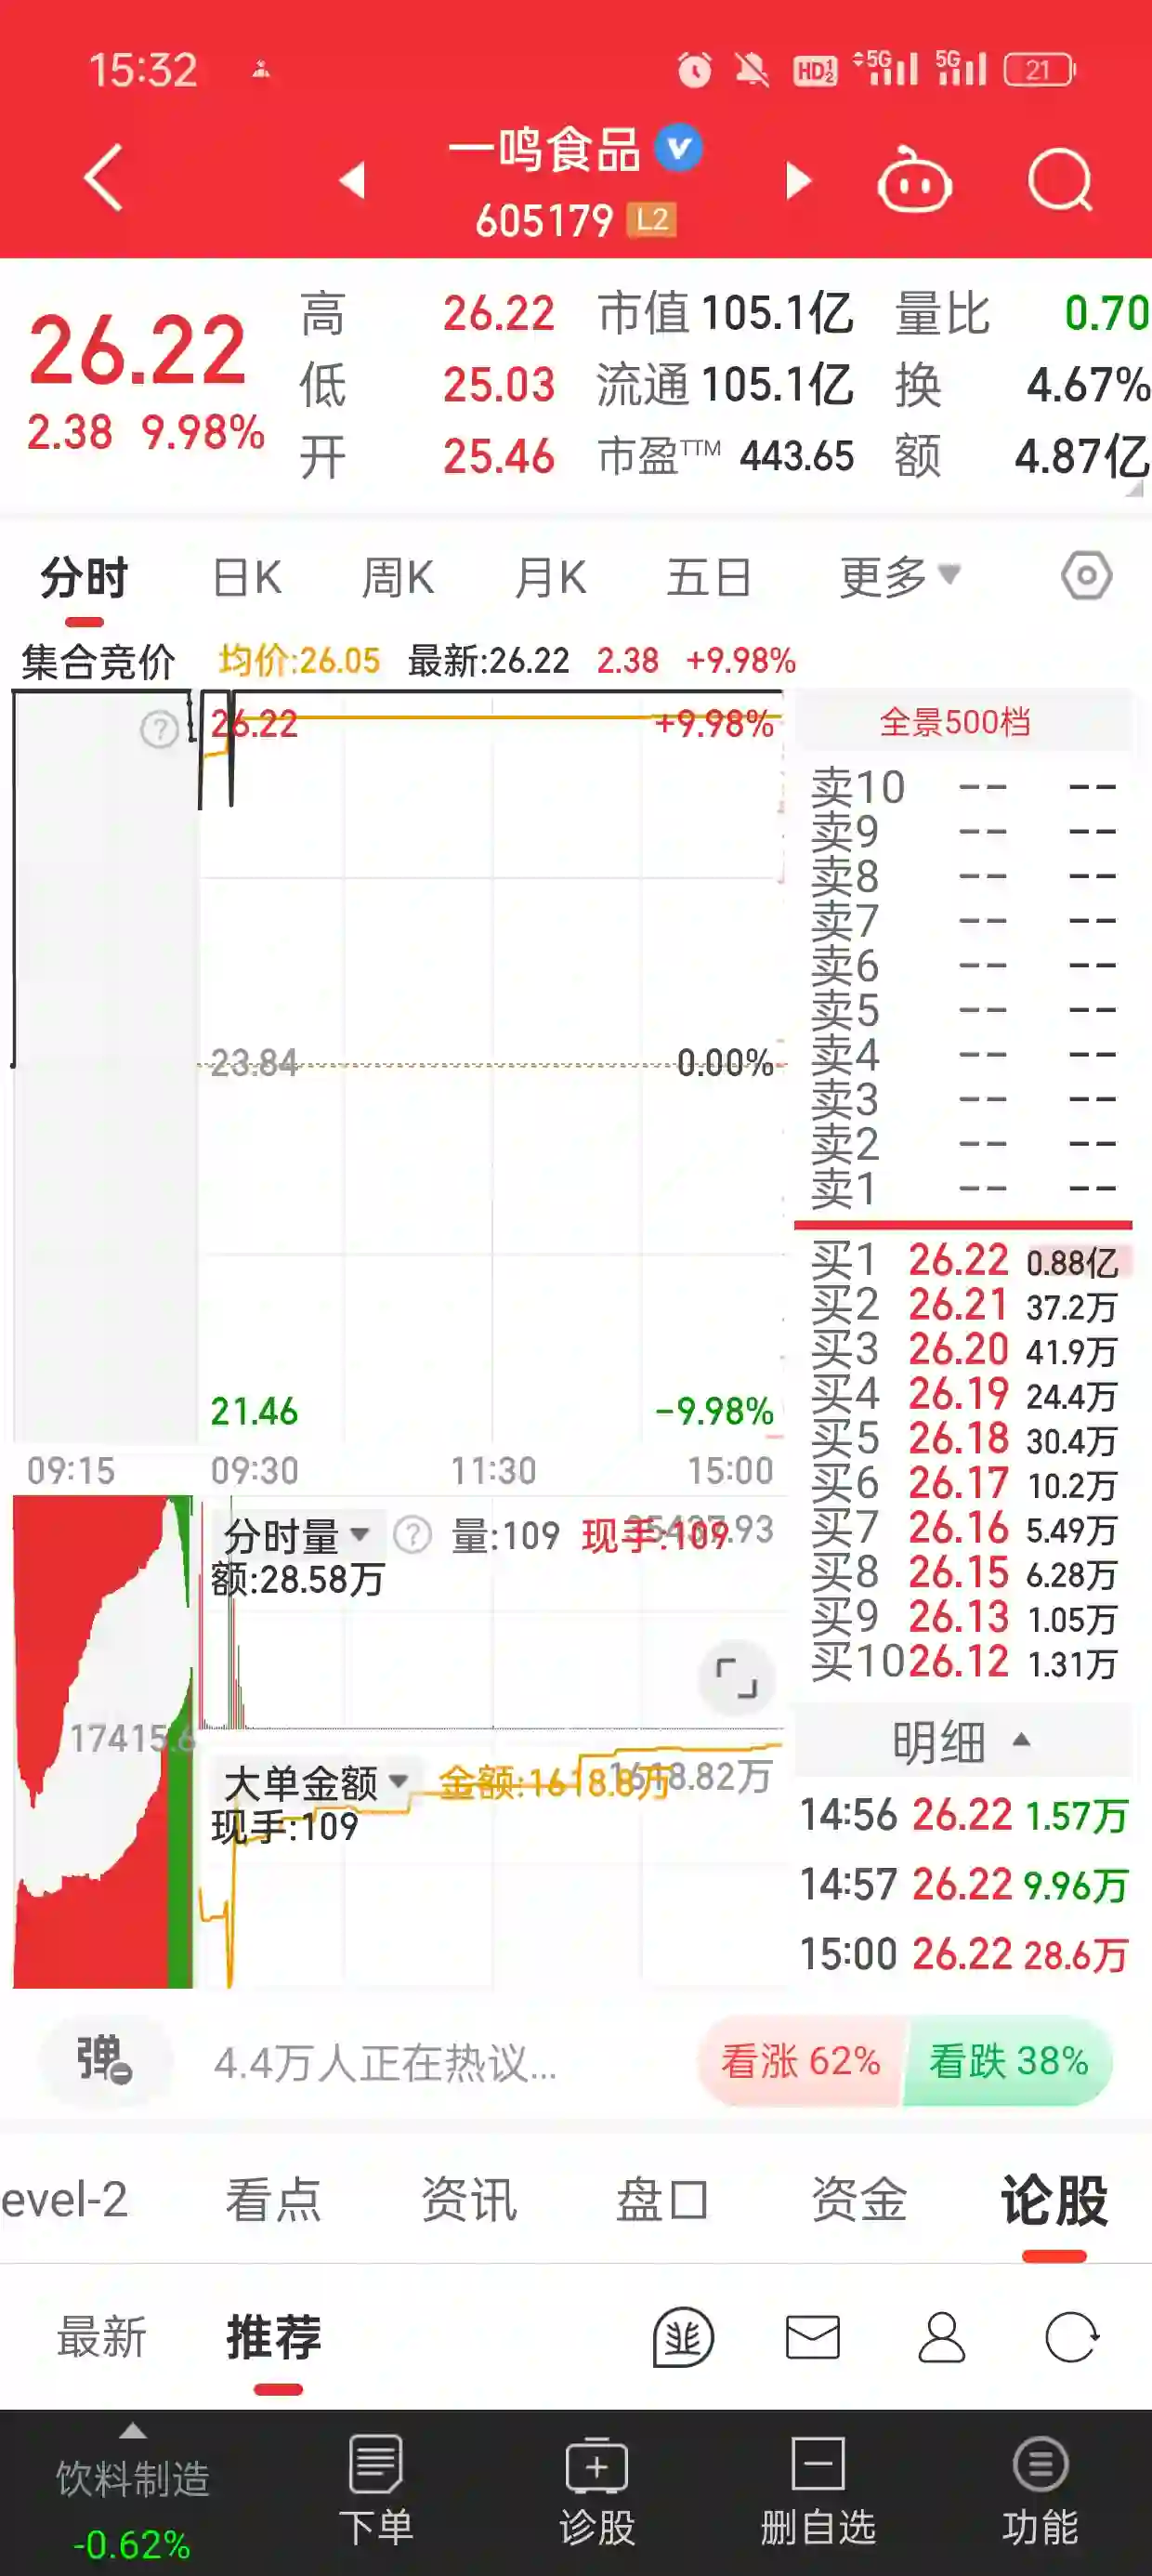 15:32 HD 1 2 5G 5G 21
一鸣食品
605179 L2
26.22
2.38 9.98%
高 26.22 市值 105.1亿 量比 0.70
低 25.03 流通 105.1亿 换 4.67%
开 25.46 市盈TTM 443.65 额 4.87亿
分时 日K 周K 月K 五日 更多
集合竞价 均价:26.05 最新:26.22 2.38 +9.98%
26.22 +9.98%
23.84 0.00%
21.46 -9.98%
09:15 09:30 11:30 15:00
全景500档
卖10 -- --
卖9 -- --
卖8 -- --
卖7 -- --
卖6 -- --
卖5 -- --
卖4 -- --
卖3 -- --
卖2 -- --
卖1 -- --
买1 26.22 0.88亿
买2 26.21 37.2万
买3 26.20 41.9万
买4 26.19 24.4万
买5 26.18 30.4万
买6 26.17 10.2万
买7 26.16 5.49万
买8 26.15 6.28万
买9 26.13 1.05万
买10 26.12 1.31万
分时量 量:109 现手:109
额:28.58万
17415.6
大单金额 金额:1618.8万 1618.82万
现手:109
明细
14:56 26.22 1.57万
14:57 26.22 9.96万
15:00 26.22 28.6万
弹 4.4万人正在热议... 看涨 62% 看跌 38%
evel-2 看点 资讯 盘口 资金 论股
最新 推荐
饮料制造
-0.62%
下单 诊股 删自选 功能